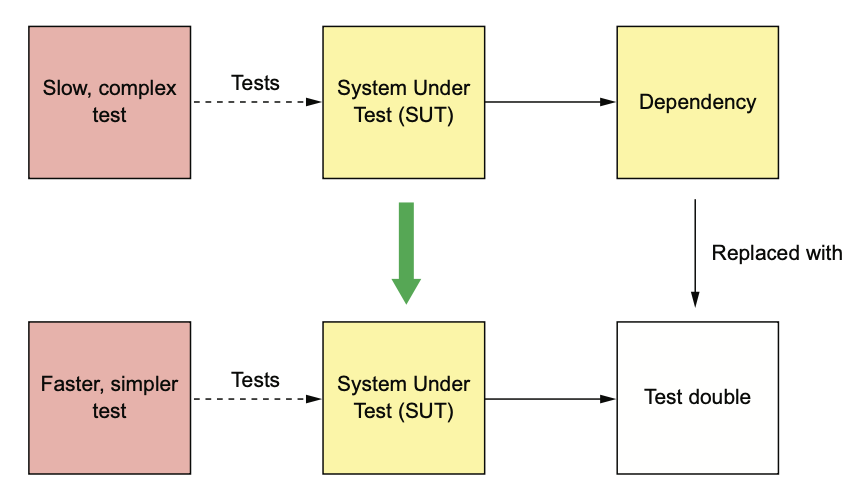 Slow, complex
test
Tests
System Under
Test (SUT)
Dependency
Replaced with
Faster, simpler
test
Tests
System Under
Test (SUT)
Test double